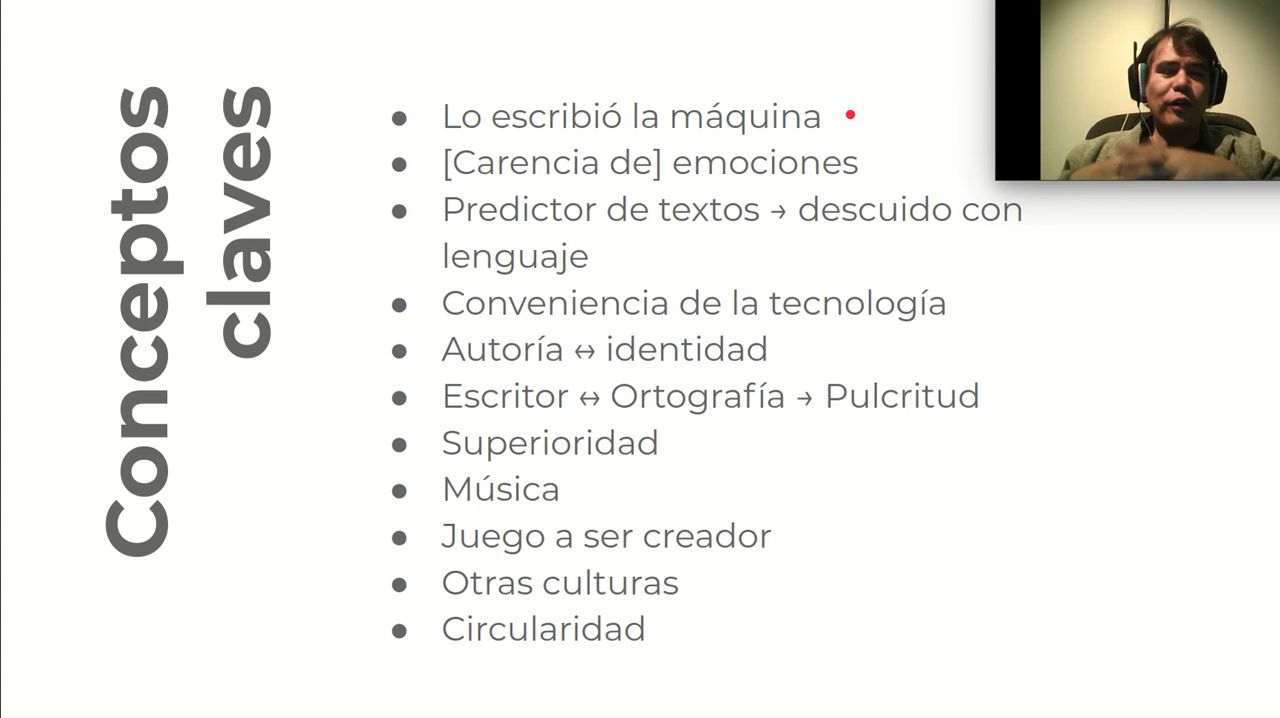 Conceptos
claves
● Lo escribió la máquina
● [Carencia de] emociones
● Predictor de textos → descuido con
lenguaje
● Conveniencia de la tecnología
● Autoría ↔ identidad
● Escritor ↔ Ortografía → Pulcritud
● Superioridad
● Música
● Juego a ser creador
● Otras culturas
● Circularidad